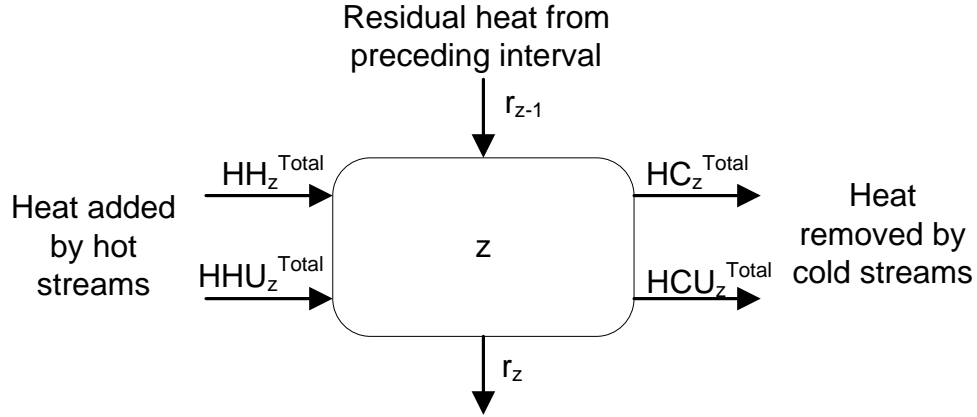 Residual heat from
preceding interval
r_{z-1}
HH_z^{Total}
HC_z^{Total}
Heat added
by hot
streams
z
Heat
removed by
cold streams
HHU_z^{Total}
HCU_z^{Total}
r_z